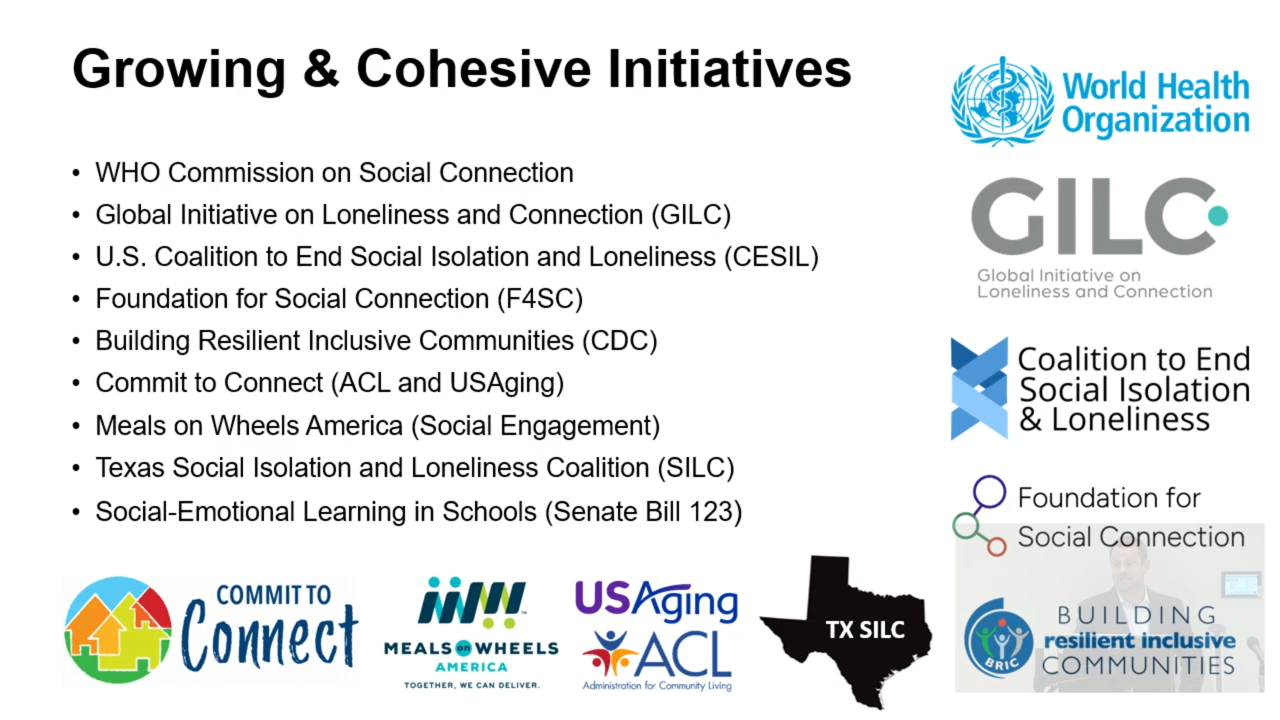 Growing & Cohesive Initiatives
• WHO Commission on Social Connection
• Global Initiative on Loneliness and Connection (GILC)
• U.S. Coalition to End Social Isolation and Loneliness (CESIL)
• Foundation for Social Connection (F4SC)
• Building Resilient Inclusive Communities (CDC)
• Commit to Connect (ACL and USAging)
• Meals on Wheels America (Social Engagement)
• Texas Social Isolation and Loneliness Coalition (SILC)
• Social-Emotional Learning in Schools (Senate Bill 123)
World Health
Organization
GILC
Global Initiative on
Loneliness and Connection
Coalition to End
Social Isolation
& Loneliness
Foundation for
Social Connection
COMMIT TO
Connect
MEALS on WHEELS
AMERICA
TOGETHER, WE CAN DELIVER.
USAging
ACL
Administration for Community Living
TX SILC
BRIC
BUILDING
resilient inclusive
COMMUNITIES